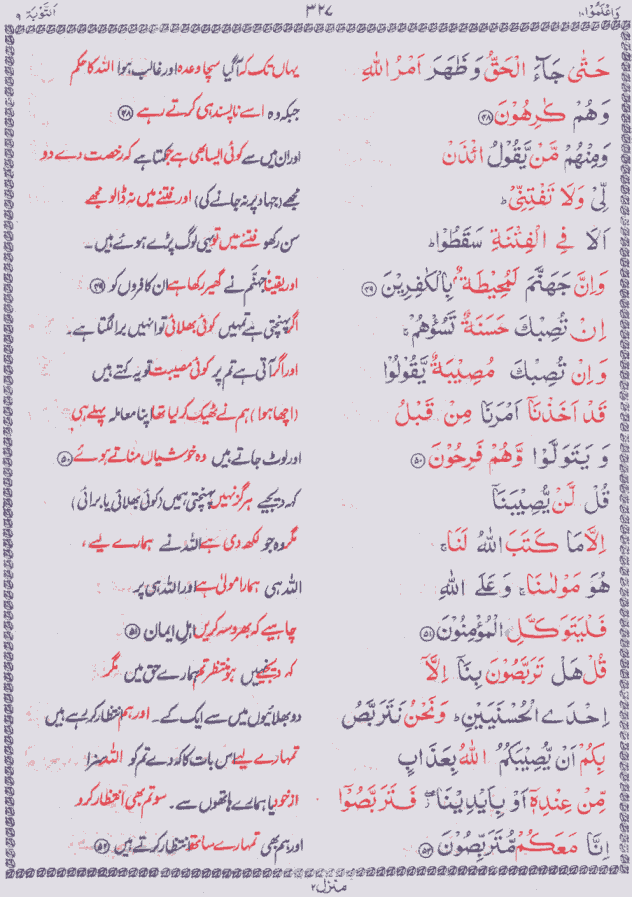 وَاعْلَمُوْۤا ۱۰ ۳۲۷ اَلتَّوْبَۃ ۹
حَتّٰی جَآءَ الْحَقُّ وَظَهَرَ اَمْرُ اللّٰهِ
وَهُمْ كٰرِهُوْنَ ﴿۴۸﴾
وَمِنْهُمْ مَّنْ يَّقُوْلُ ائْذَنْ
لِّیْ وَلَا تَفْتِنِّیْ ؕ
اَلَا فِی الْفِتْنَةِ سَقَطُوْا ؕ
وَاِنَّ جَهَنَّمَ لَمُحِيْطَةٌۢ بِالْكٰفِرِيْنَ ﴿۴۹﴾
اِنْ تُصِبْكَ حَسَنَةٌ تَسُؤْهُمْ ۚ
وَاِنْ تُصِبْكَ مُصِيْبَةٌ يَّقُوْلُوْا
قَدْ اَخَذْنَاۤ اَمْرَنَا مِنْ قَبْلُ
وَيَتَوَلَّوْا وَّهُمْ فَرِحُوْنَ ﴿۵۰﴾
قُلْ لَّنْ يُّصِيْبَنَاۤ
اِلَّا مَا كَتَبَ اللّٰهُ لَنَا ۚ
هُوَ مَوْلٰىنَا ۚ وَعَلَی اللّٰهِ
فَلْيَتَوَكَّلِ الْمُؤْمِنُوْنَ ﴿۵۱﴾
قُلْ هَلْ تَرَبَّصُوْنَ بِنَاۤ اِلَّاۤ
اِحْدَی الْحُسْنَيَيْنِ ؕ وَنَحْنُ نَتَرَبَّصُ
بِكُمْ اَنْ يُّصِيْبَكُمُ اللّٰهُ بِعَذَابٍ
مِّنْ عِنْدِهٖۤ اَوْ بِاَيْدِيْنَا ۖ فَتَرَبَّصُوْۤا
اِنَّا مَعَكُمْ مُّتَرَبِّصُوْنَ ﴿۵۲﴾
یہاں تک کہ آگیا سچا وعدہ اور غالب ہوا اللہ کا حکم
جبکہ وہ اسے ناپسند ہی کرتے رہے ﴿۴۸﴾
اور ان میں سے کوئی ایسا بھی ہے جو کہتا ہے کہ رخصت دے دو
مجھے (جہاد پر نہ جانے کی) اور فتنے میں نہ ڈالو مجھے
سن رکھو فتنے میں تو یہی لوگ پڑے ہوئے ہیں۔
اور یقیناً جہنّم نے گھیر رکھا ہے ان کافروں کو ﴿۴۹﴾
اگر پہنچتی ہے تمہیں کوئی بھلائی تو انہیں برا لگتا ہے۔
اور اگر آتی ہے تم پر کوئی مصیبت تو یہ کہتے ہیں
(اچھا ہوا) ہم نے ٹھیک کر لیا تھا اپنا معاملہ پہلے ہی
اور لوٹ جاتے ہیں وہ خوشیاں مناتے ہوئے ﴿۵۰﴾
کہہ دیجیے ہرگز نہیں پہنچتی ہمیں (کوئی بھلائی یا برائی)
مگر وہ جو لکھ دی ہے اللہ نے ہمارے لیے،
اللہ ہی ہمارا مولیٰ ہے اور اللہ ہی پر
چاہیے کہ بھروسہ کریں اہلِ ایمان ﴿۵۱﴾
کہہ دیجئے نہیں ہو منتظر تم ہمارے حق میں مگر
دو بھلائیوں میں سے ایک کے۔ اور ہم انتظار کر رہے ہیں
تمہارے لیے اس بات کا کہ دے تم کو اللہ سزا
از خود یا ہمارے ہاتھوں سے۔ سو تم بھی انتظار کرو
اور ہم بھی تمہارے ساتھ انتظار کرتے ہیں ﴿۵۲﴾
منزل ۲